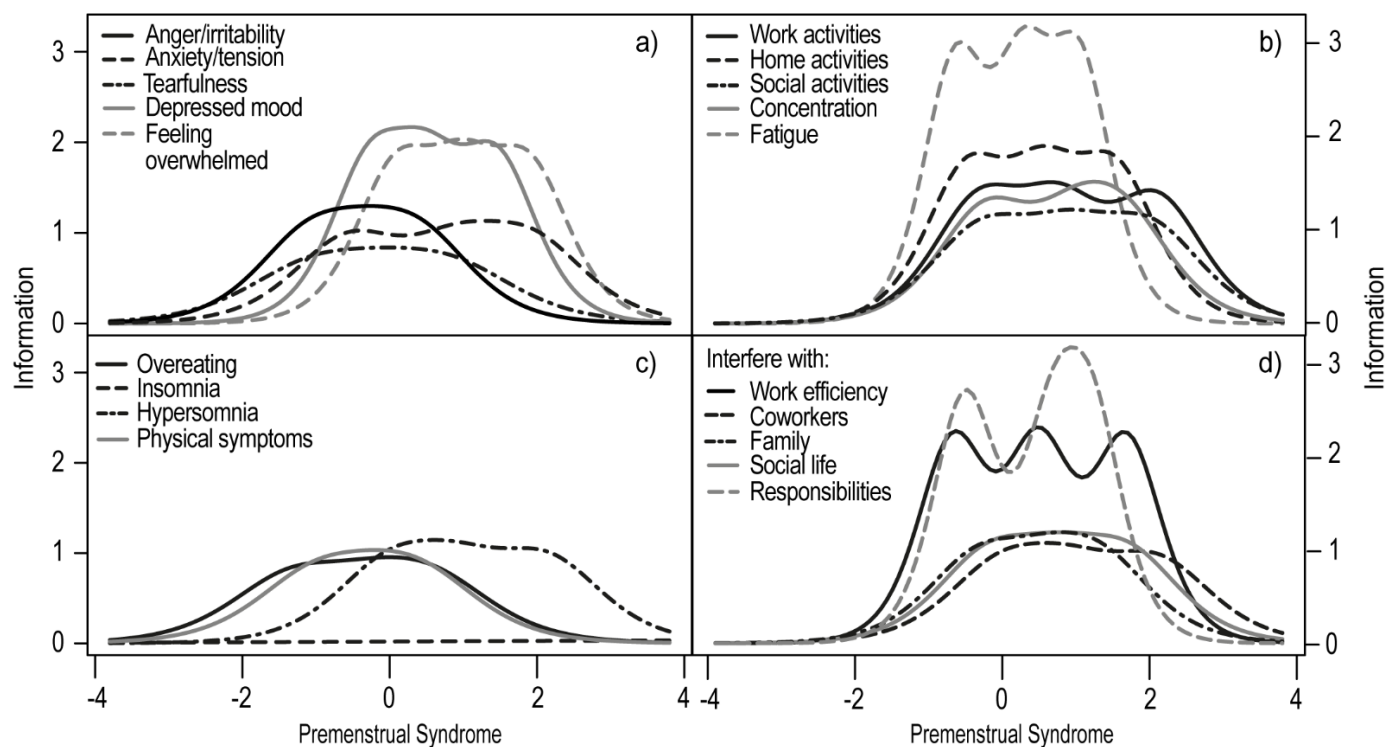 a)
Anger/irritability
Anxiety/tension
Tearfulness
Depressed mood
Feeling
overwhelmed
3
2
1
0
Information
b)
Work activities
Home activities
Social activities
Concentration
Fatigue
3
2
1
0
Information
c)
Overeating
Insomnia
Hypersomnia
Physical symptoms
3
2
1
0
-4
-2
0
2
4
Premenstrual Syndrome
d)
Interfere with:
Work efficiency
Coworkers
Family
Social life
Responsibilities
3
2
1
0
-2
0
2
4
Premenstrual Syndrome